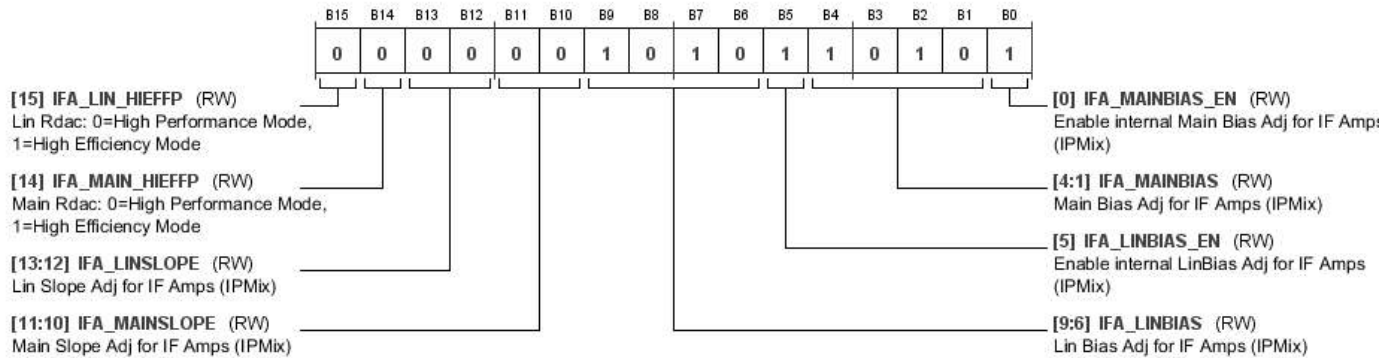 B15 B14 B13 B12 B11 B10 B9 B8 B7 B6 B5 B4 B3 B2 B1 B0
0 0 0 0 0 0 1 0 1 0 1 1 0 1 0 1
[15] IFA_LIN_HIEFFP (RW)
Lin Rdac: 0=High Performance Mode,
1=High Efficiency Mode
[14] IFA_MAIN_HIEFFP (RW)
Main Rdac: 0=High Performance Mode,
1=High Efficiency Mode
[13:12] IFA_LINSLOPE (RW)
Lin Slope Adj for IF Amps (IPMix)
[11:10] IFA_MAINSLOPE (RW)
Main Slope Adj for IF Amps (IPMix)
[0] IFA_MAINBIAS_EN (RW)
Enable internal Main Bias Adj for IF Amps
(IPMix)
[4:1] IFA_MAINBIAS (RW)
Main Bias Adj for IF Amps (IPMix)
[5] IFA_LINBIAS_EN (RW)
Enable internal LinBias Adj for IF Amps
(IPMix)
[9:6] IFA_LINBIAS (RW)
Lin Bias Adj for IF Amps (IPMix)